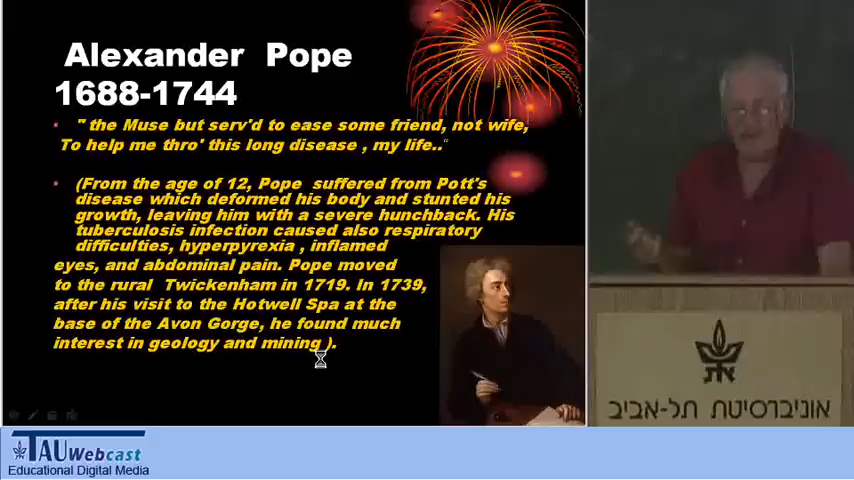 Alexander Pope
1688-1744
" the Muse but serv'd to ease some friend, not wife,
To help me thro' this long disease , my life.."
(From the age of 12, Pope suffered from Pott's
disease which deformed his body and stunted his
growth, leaving him with a severe hunchback. His
tuberculosis infection caused also respiratory
difficulties, hyperpyrexia , inflamed
eyes, and abdominal pain. Pope moved
to the rural Twickenham in 1719. In 1739,
after his visit to the Hotwell Spa at the
base of the Avon Gorge, he found much
interest in geology and mining ).
אוניברסיטת תל-אביב
TAU Webcast
Educational Digital Media